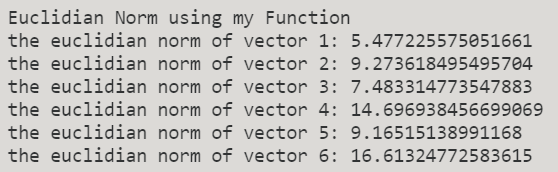 Euclidian Norm using my Function
the euclidian norm of vector 1: 5.477225575051661
the euclidian norm of vector 2: 9.273618495495704
the euclidian norm of vector 3: 7.483314773547883
the euclidian norm of vector 4: 14.696938456699069
the euclidian norm of vector 5: 9.16515138991168
the euclidian norm of vector 6: 16.61324772583615